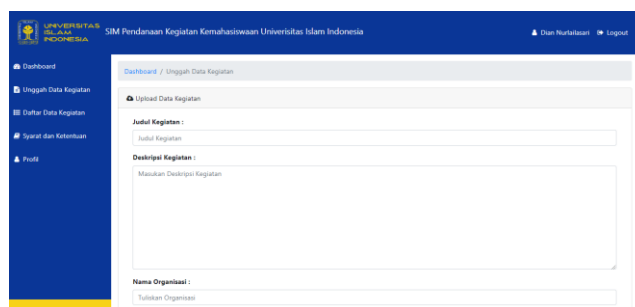 UNIVERSITAS
ISLAM
INDONESIA
SIM Pendanaan Kegiatan Kemahasiswaan Univerisitas Islam Indonesia
Dian Nurlailasari Logout
Dashboard
Unggah Data Kegiatan
Daftar Data Kegiatan
Syarat dan Ketentuan
Profil
Dashboard / Unggah Data Kegiatan
Upload Data Kegiatan
Judul Kegiatan :
Judul Kegiatan
Deskripsi Kegiatan :
Masukan Deskripsi Kegiatan
Nama Organisasi :
Tuliskan Organisasi